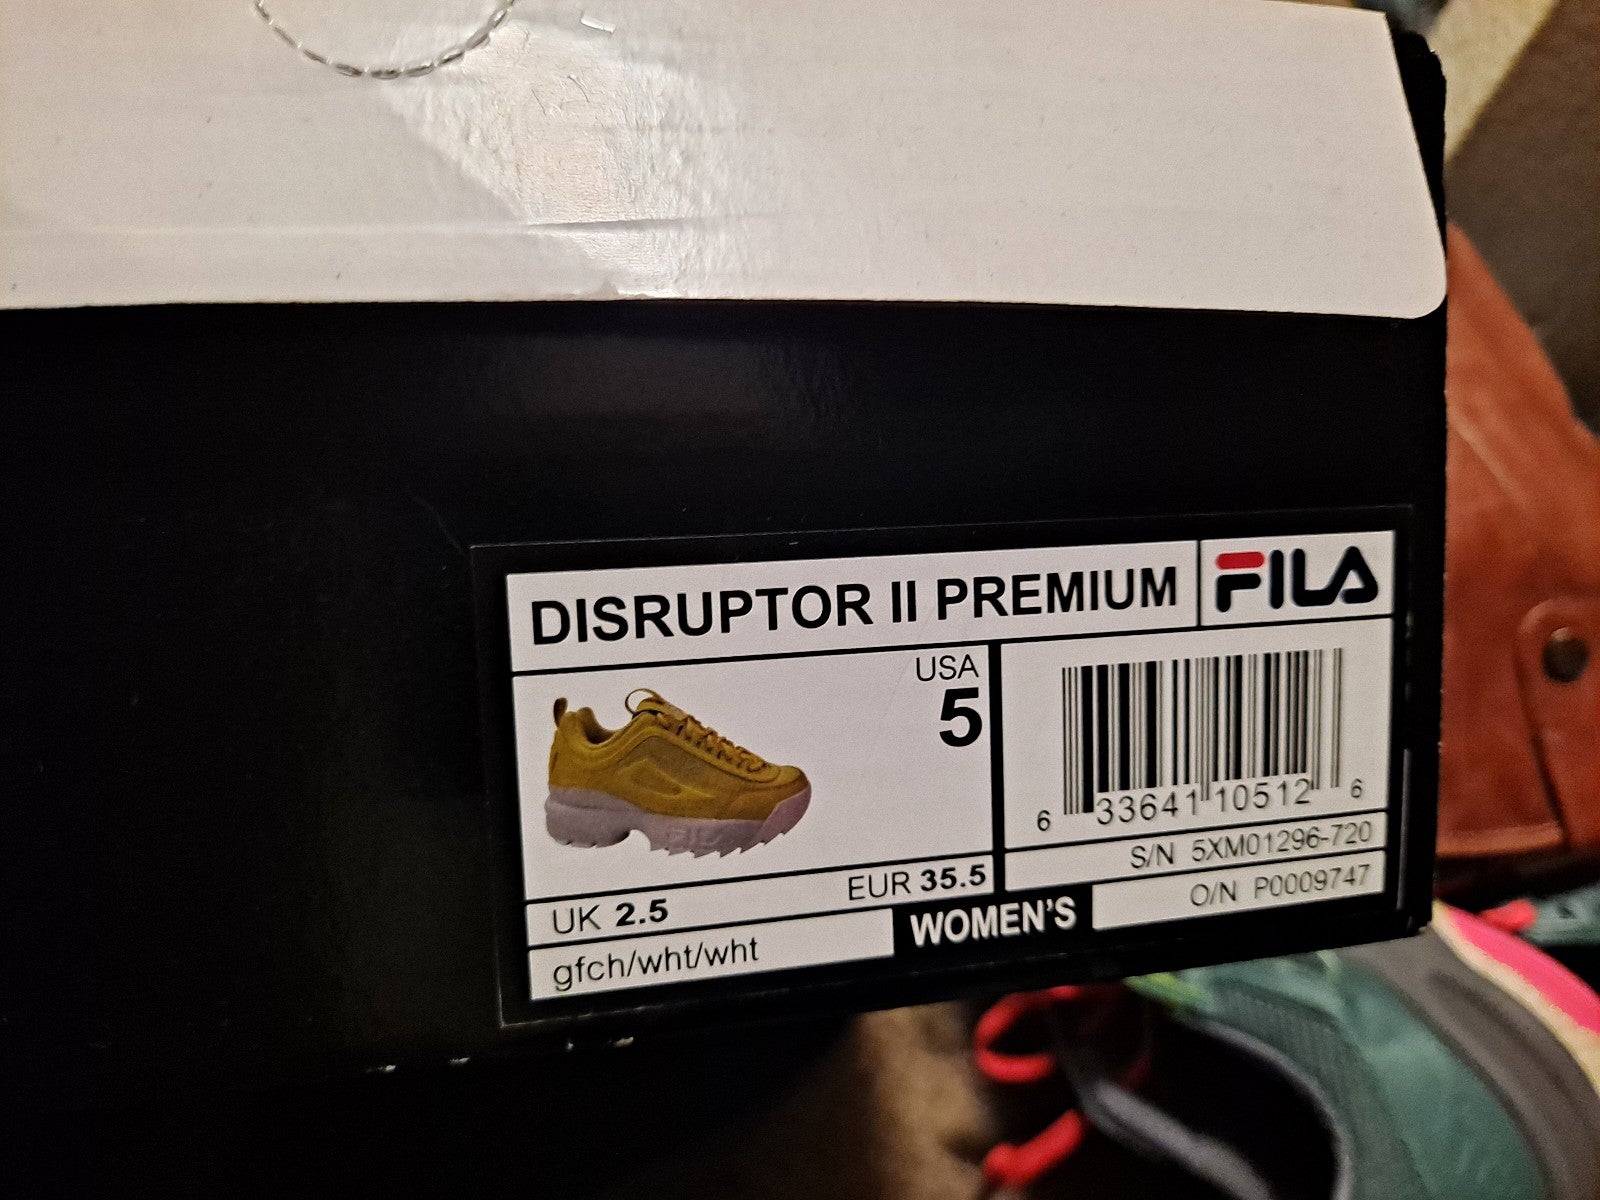 DISRUPTOR II PREMIUM
FILA
USA
5
UK 2.5
EUR 35.5
gfch/wht/wht
WOMEN'S
6 33641 10512 6
S/N 5XM01296-720
O/N P0009747